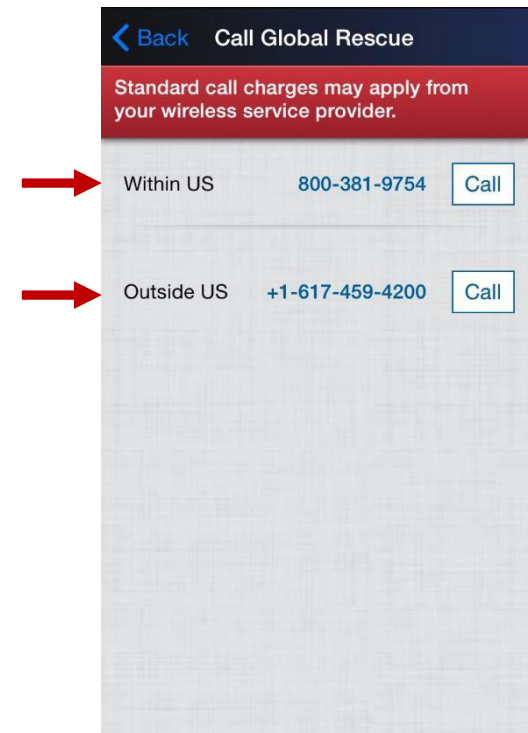 Back Call Global Rescue
Standard call charges may apply from
your wireless service provider.
Within US 800-381-9754 Call
Outside US +1-617-459-4200 Call